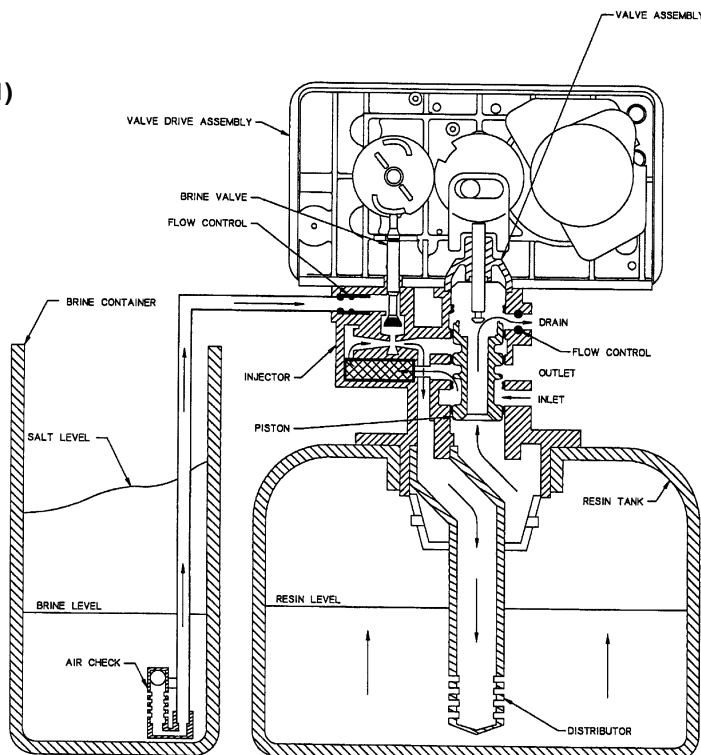 VALVE ASSEMBLY
VALVE DRIVE ASSEMBLY
BRINE VALVE
FLOW CONTROL
BRINE CONTAINER
DRAIN
FLOW CONTROL
INJECTOR
OUTLET
INLET
PISTON
SALT LEVEL
RESIN TANK
BRINE LEVEL
RESIN LEVEL
AIR CHECK
DISTRIBUTOR